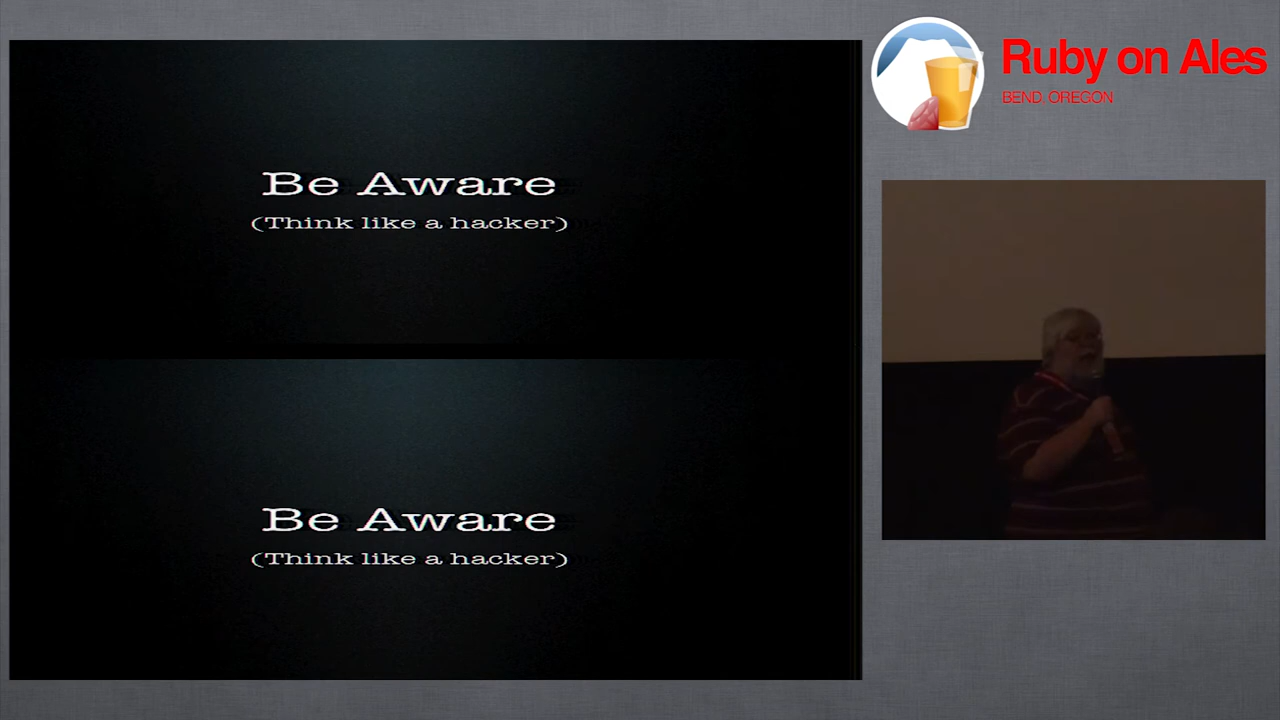 Be Aware
(Think like a hacker)
Be Aware
(Think like a hacker)
Ruby on Ales
BEND, OREGON